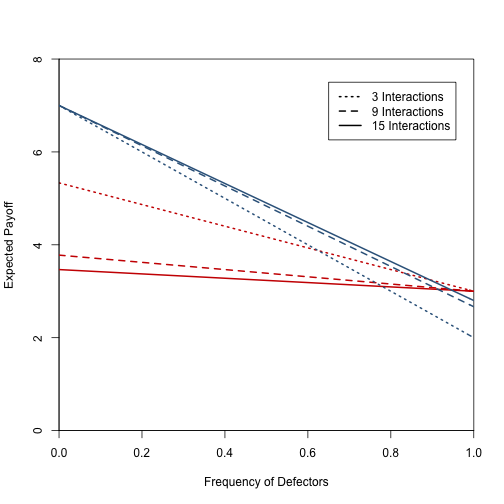 8
6
4
2
0
Expected Payoff
3 Interactions
9 Interactions
15 Interactions
0.0 0.2 0.4 0.6 0.8 1.0
Frequency of Defectors